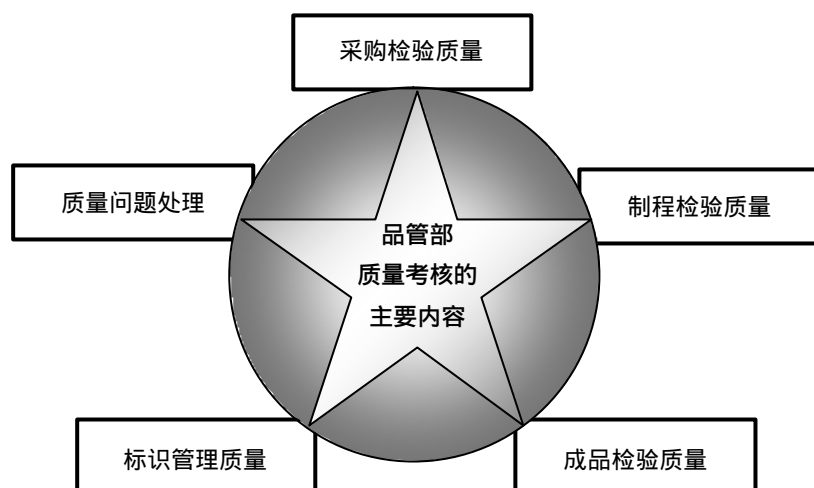 采购检验质量
质量问题处理
制程检验质量
品管部
质量考核的
主要内容
标识管理质量
成品检验质量